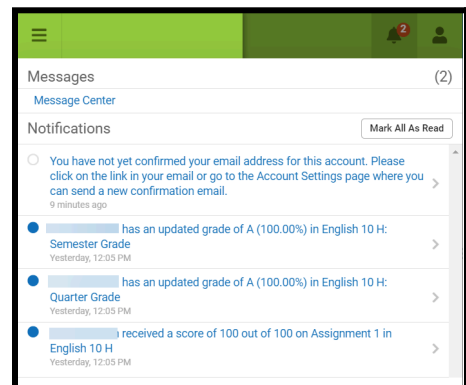 2
Messages (2)
Message Center
Notifications Mark All As Read
You have not yet confirmed your email address for this account. Please
click on the link in your email or go to the Account Settings page where you
can send a new confirmation email.
9 minutes ago
has an updated grade of A (100.00%) in English 10 H:
Semester Grade
Yesterday, 12:05 PM
has an updated grade of A (100.00%) in English 10 H:
Quarter Grade
Yesterday, 12:05 PM
received a score of 100 out of 100 on Assignment 1 in
English 10 H
Yesterday, 12:05 PM